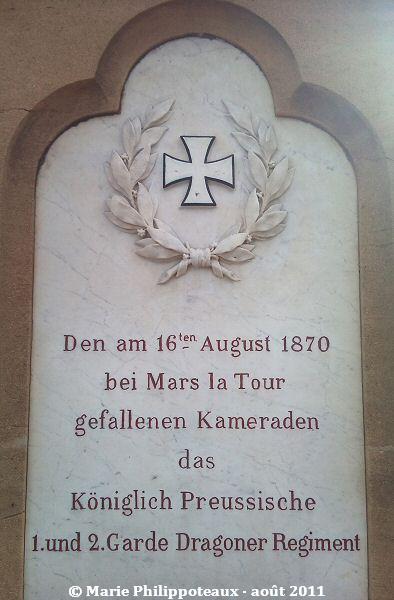 Den am 16ten August 1870
bei Mars la Tour
gefallenen Kameraden
das
Königlich Preussische
1. und 2. Garde Dragoner Regiment
© Marie Philippoteaux - août 2011